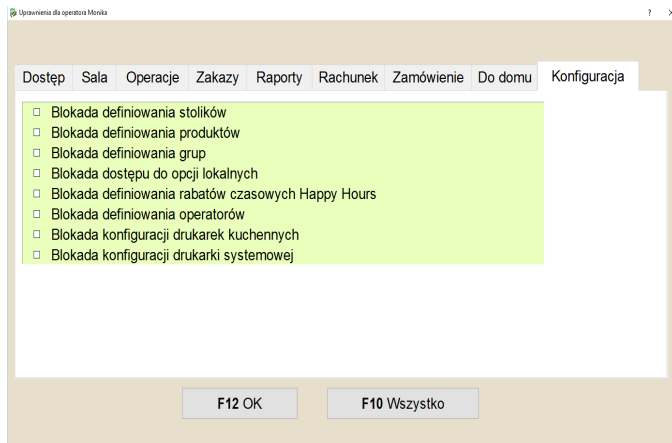 Uprawnienia dla operatora Monika
?
Dostęp Sala Operacje Zakazy Raporty Rachunek Zamówienie Do domu Konfiguracja
Blokada definiowania stolików
Blokada definiowania produktów
Blokada definiowania grup
Blokada dostępu do opcji lokalnych
Blokada definiowania rabatów czasowych Happy Hours
Blokada definiowania operatorów
Blokada konfiguracji drukarek kuchennych
Blokada konfiguracji drukarki systemowej
F12 OK F10 Wszystko